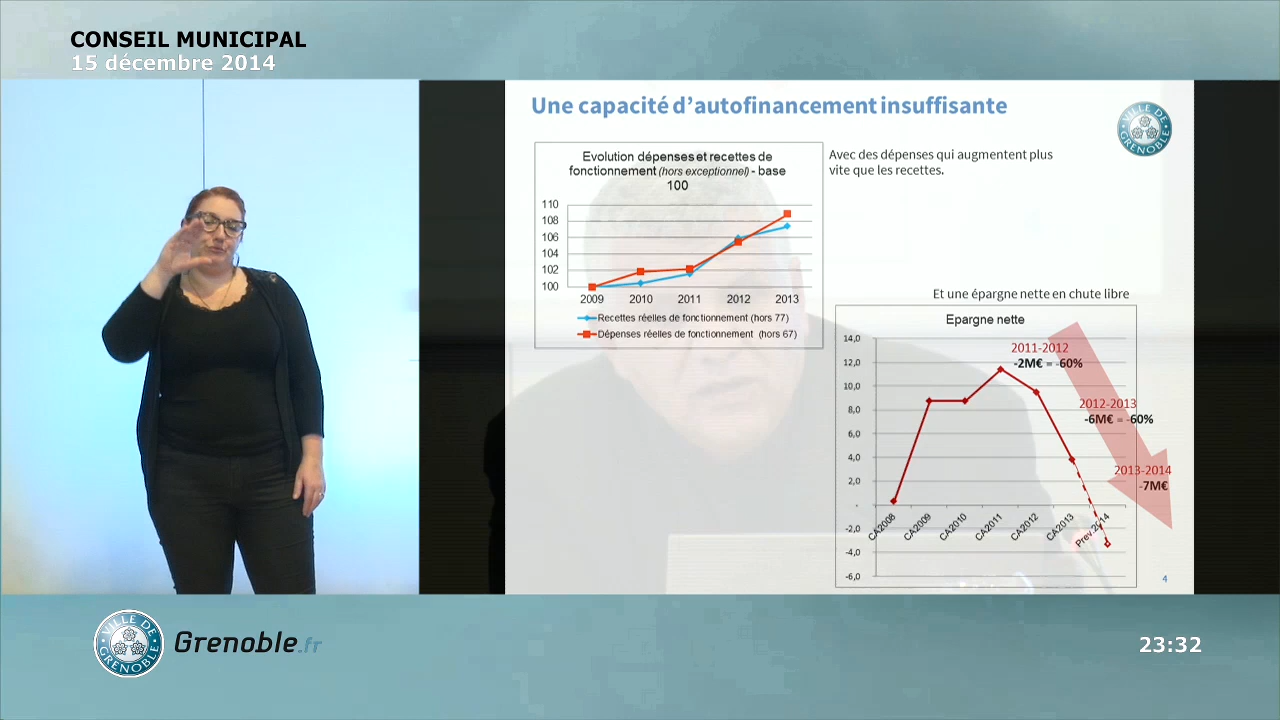 CONSEIL MUNICIPAL
15 décembre 2014
Une capacité d'autofinancement insuffisante
VILLE DE GRENOBLE
Evolution dépenses et recettes de
fonctionnement (hors exceptionnel) - base
100
110
108
106
104
102
100
2009 2010 2011 2012 2013
Recettes réelles de fonctionnement (hors 77)
Dépenses réelles de fonctionnement (hors 67)
Avec des dépenses qui augmentent plus
vite que les recettes.
Et une épargne nette en chute libre
Epargne nette
14,0
12,0
10,0
8,0
6,0
4,0
2,0
-
-2,0
-4,0
-6,0
CA2008 CA2009 CA2010 CA2011 CA2012 CA2013 Prev 2014
2011-2012
-2M€ = -60%
2012-2013
-6M€ = -60%
2013-2014
-7M€
4
VILLE DE GRENOBLE
Grenoble.fr
23:32